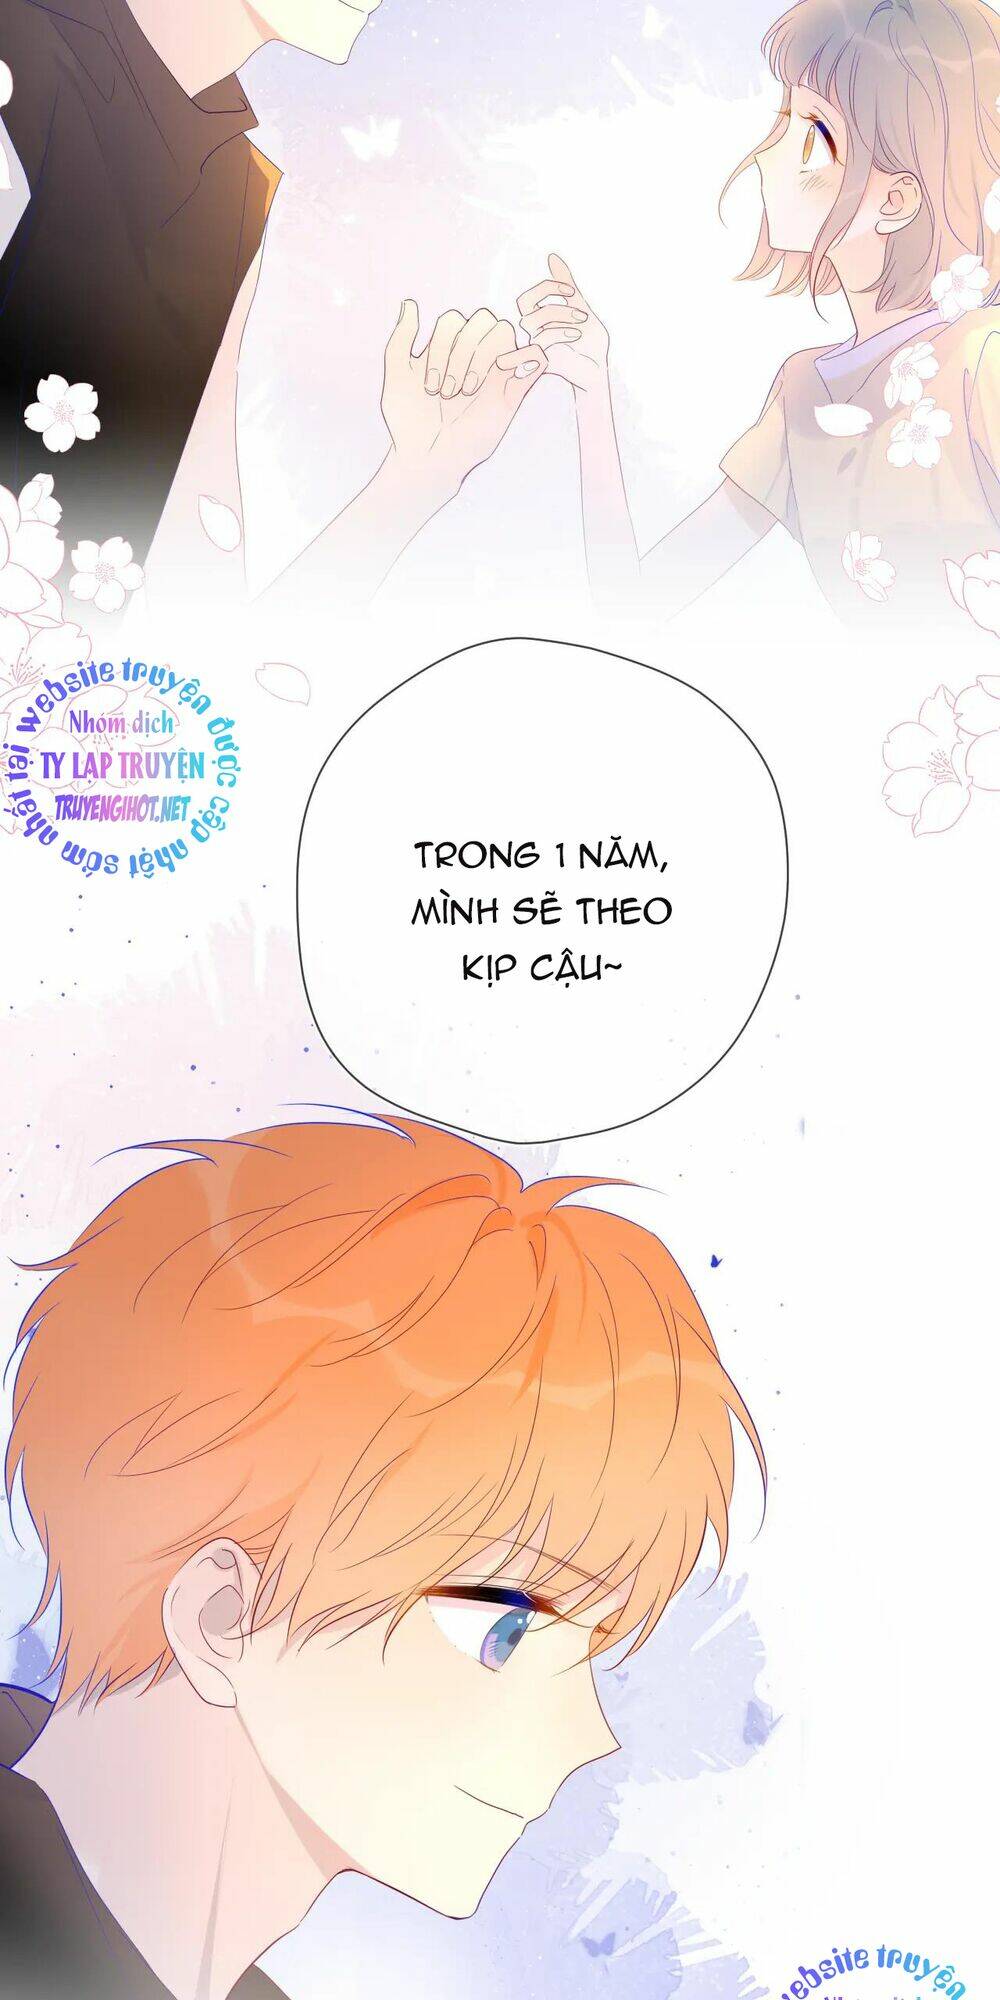 website truyện được cập nhật sớm nhất tại
Nhóm dịch
TY LAP TRUYỆN
TRUYENGIHOT.NET
TRONG 1 NĂM,
MÌNH SẼ THEO
KỊP CẬU~
website truyện